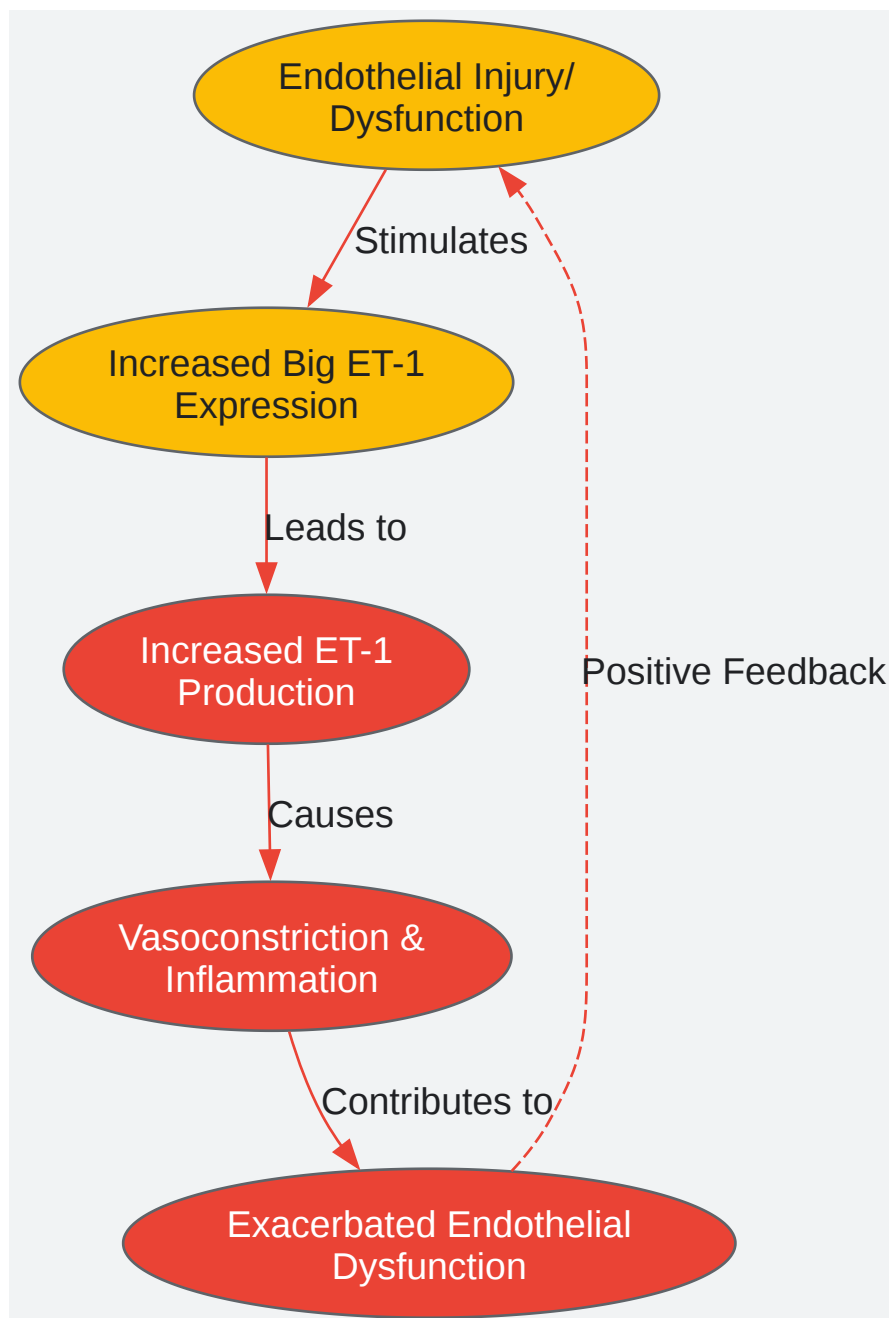 Endothelial Injury/
Dysfunction
Stimulates
Increased Big ET-1
Expression
Leads to
Increased ET-1
Production
Positive Feedback
Causes
Vasoconstriction &
Inflammation
Contributes to
Exacerbated Endothelial
Dysfunction